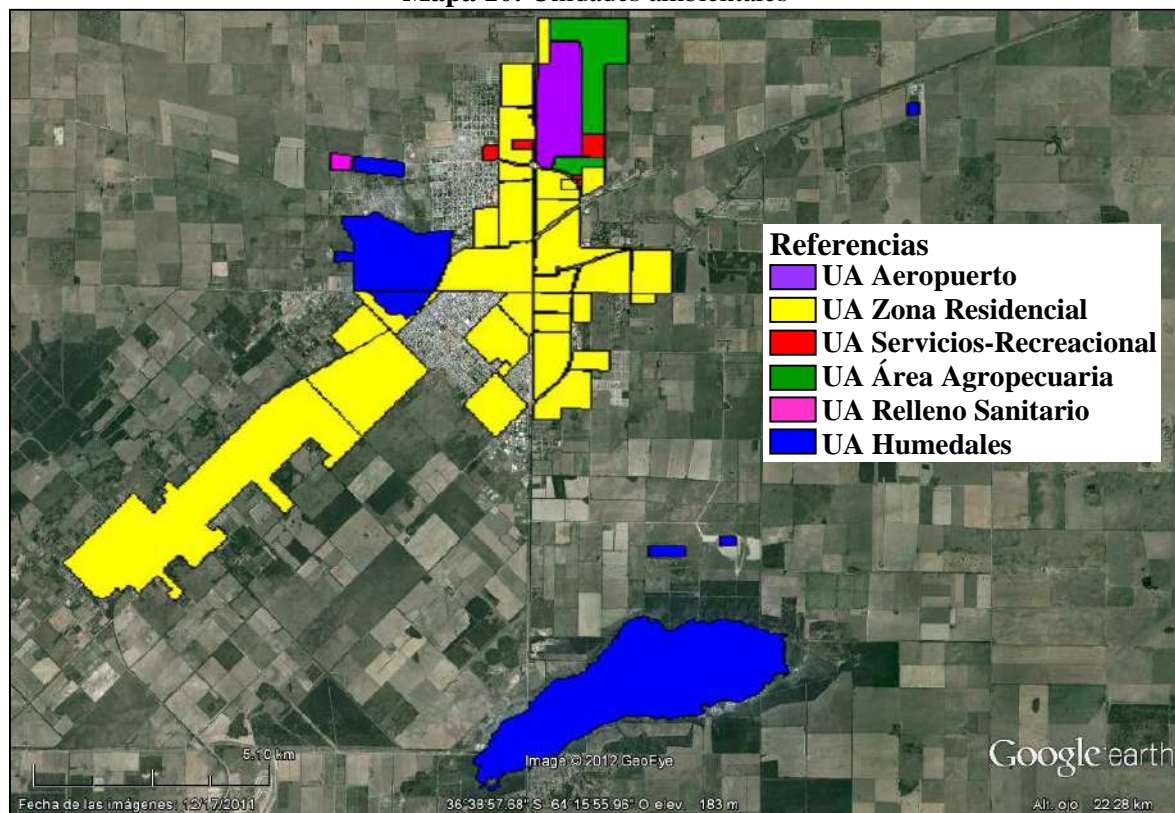 Mapa 10. Unidades ambientales
Referencias
UA Aeropuerto
UA Zona Residencial
UA Servicios-Recreacional
UA Área Agropecuaria
UA Relleno Sanitario
UA Humedales
5.10 km
Image © 2012 GeoEye
Google earth
Fecha de las imágenes: 12/17/2011
36°38'57.68" S 64°15'55.96" O elev. 183 m
Alt. ojo 22.28 km